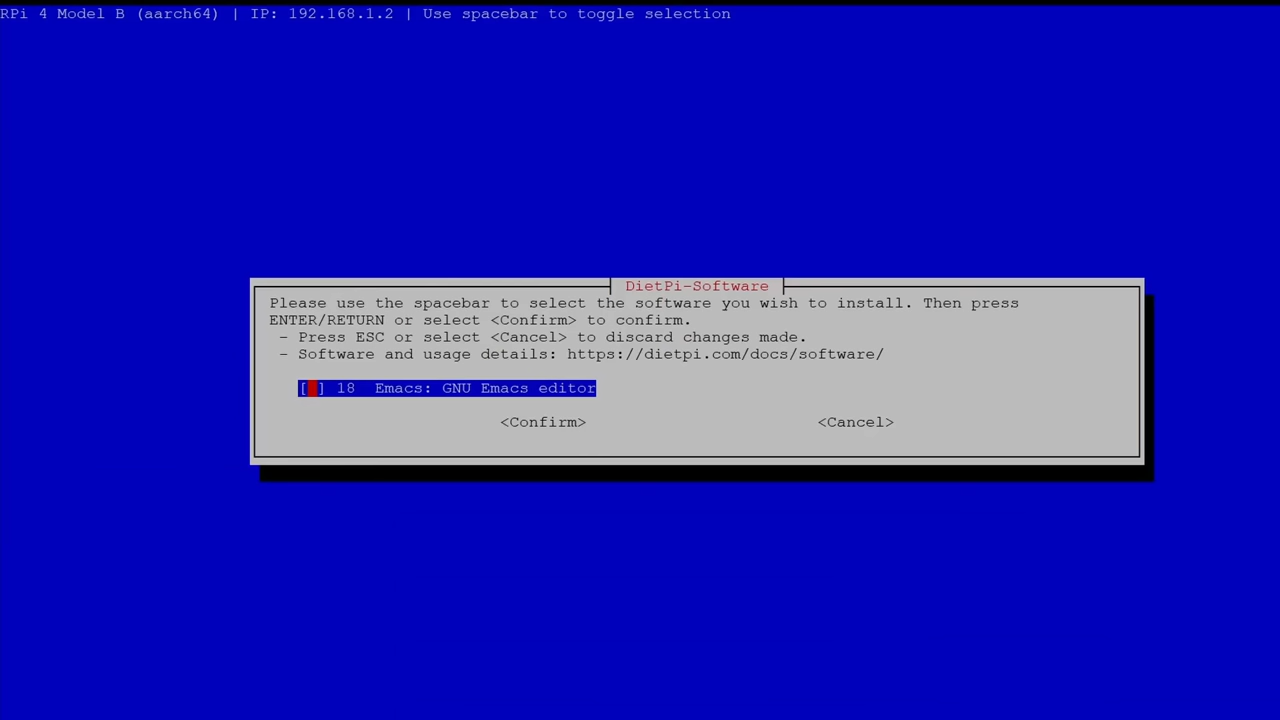 RPi 4 Model B (aarch64) | IP: 192.168.1.2 | Use spacebar to toggle selection
DietPi-Software
Please use the spacebar to select the software you wish to install. Then press
ENTER/RETURN or select <Confirm> to confirm.
- Press ESC or select <Cancel> to discard changes made.
- Software and usage details: https://dietpi.com/docs/software/
[ ] 18  Emacs: GNU Emacs editor
<Confirm> <Cancel>